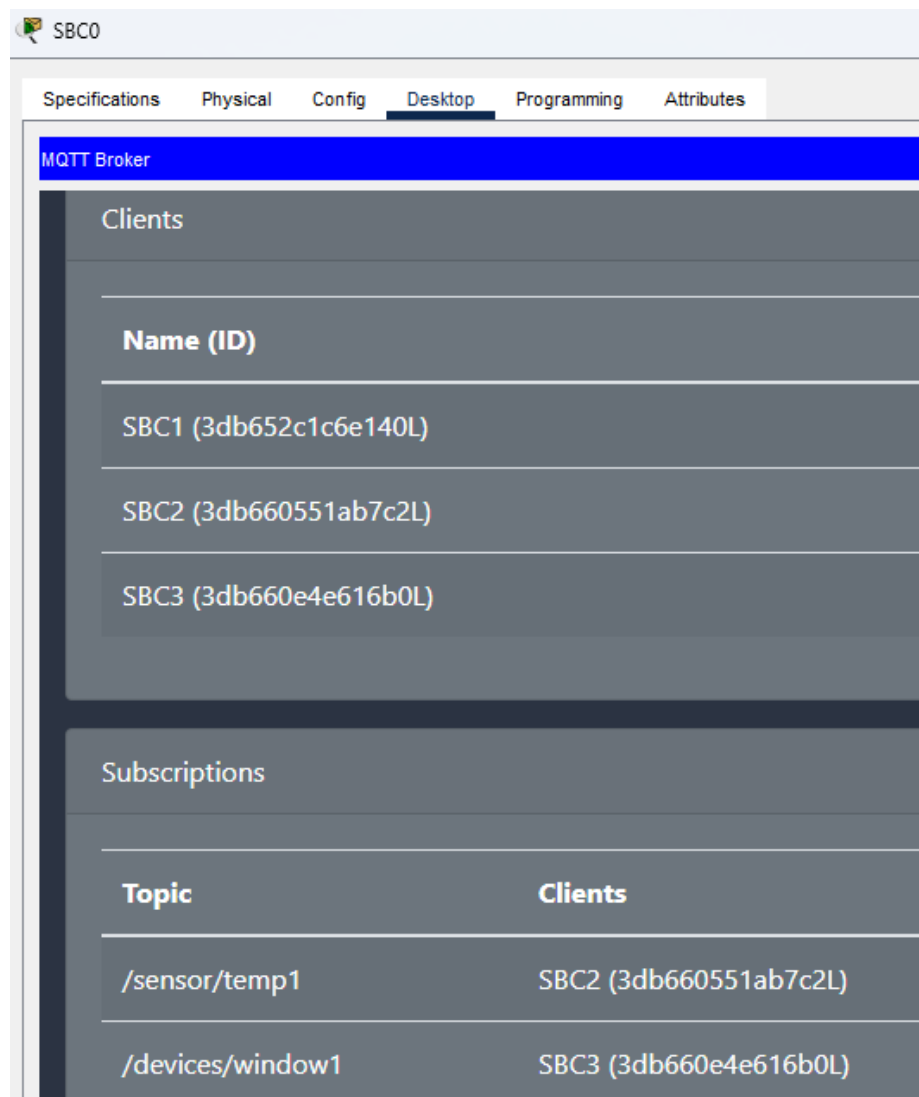 SBC0
Specifications Physical Config Desktop Programming Attributes
MQTT Broker
Clients
Name (ID)
SBC1 (3db652c1c6e140L)
SBC2 (3db660551ab7c2L)
SBC3 (3db660e4e616b0L)
Subscriptions
Topic Clients
/sensor/temp1 SBC2 (3db660551ab7c2L)
/devices/window1 SBC3 (3db660e4e616b0L)